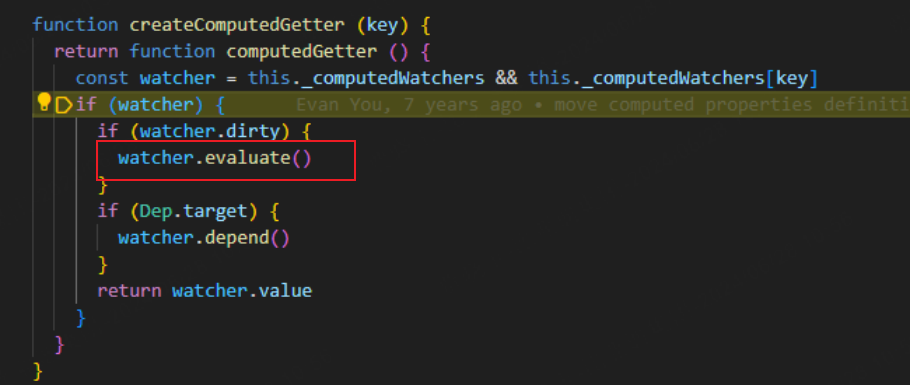 function createComputedGetter (key) {
return function computedGetter () {
const watcher = this._computedWatchers && this._computedWatchers[key]
if (watcher) { Evan You, 7 years ago • move computed properties definiti
if (watcher.dirty) {
watcher.evaluate()
}
if (Dep.target) {
watcher.depend()
}
return watcher.value
}
}
}